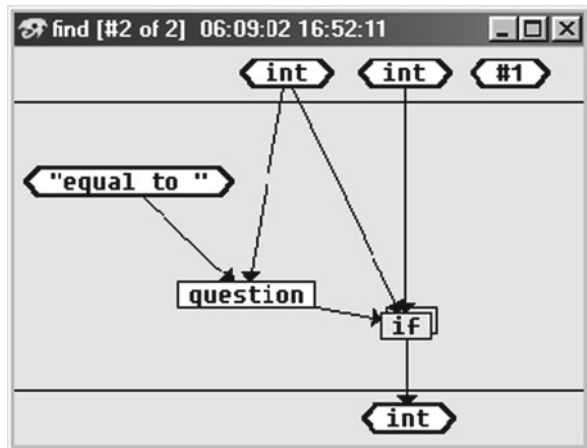 find [#2 of 2] 06:09:02 16:52:11
int int #1
"equal to "
question
if
int